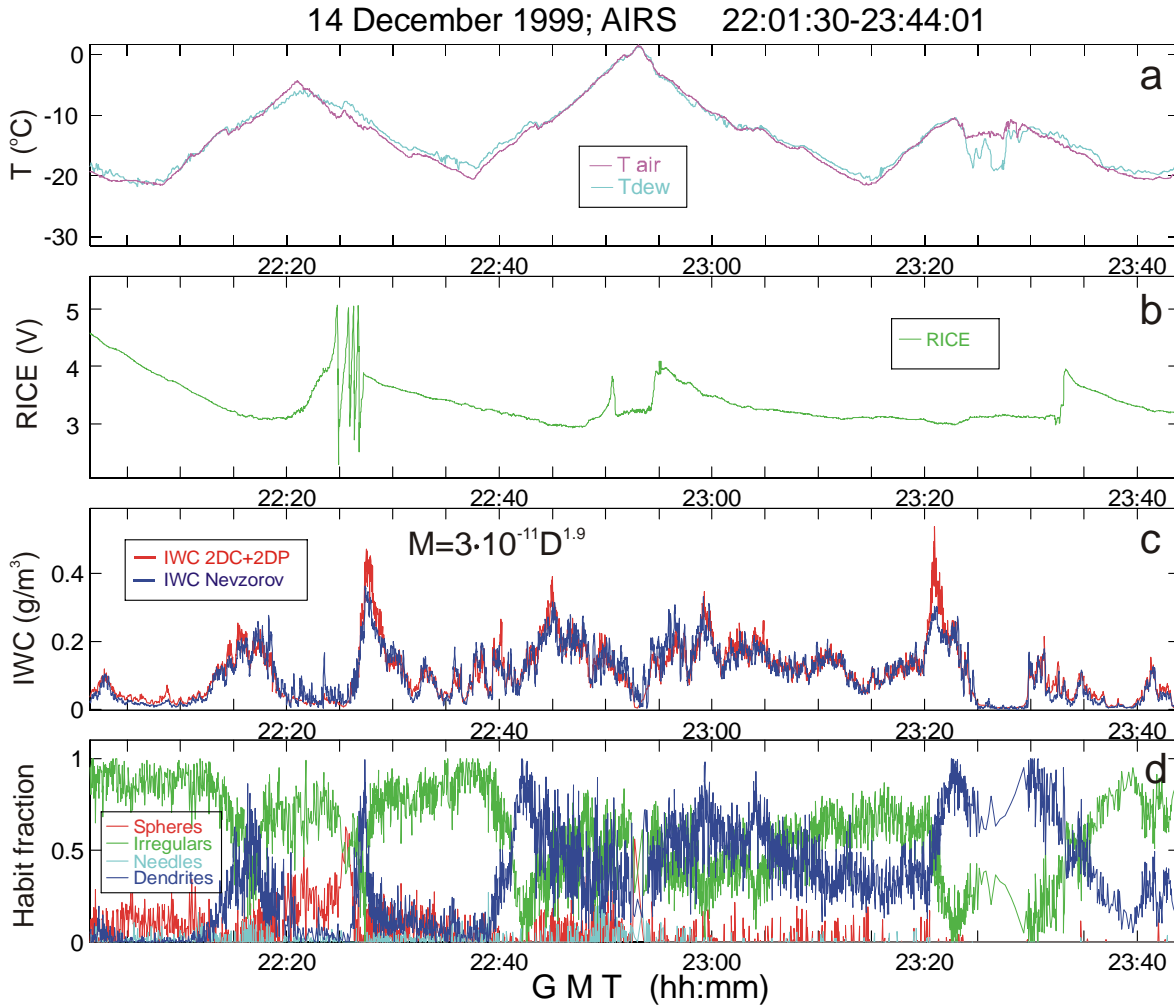 14 December 1999; AIRS 22:01:30-23:44:01
a
T (°C)
0
-10
-20
-30
T air
Tdew
22:20 22:40 23:00 23:20 23:40
b
RICE (V)
5
4
3
RICE
22:20 22:40 23:00 23:20 23:40
c
IWC (g/m³)
M=3·10⁻¹¹D¹·⁹
IWC 2DC+2DP
IWC Nevzorov
0.4
0.2
0
22:20 22:40 23:00 23:20 23:40
d
Habit fraction
1
0.5
0
Spheres
Irregulars
Needles
Dendrites
22:20 22:40 23:00 23:20 23:40
G M T (hh:mm)